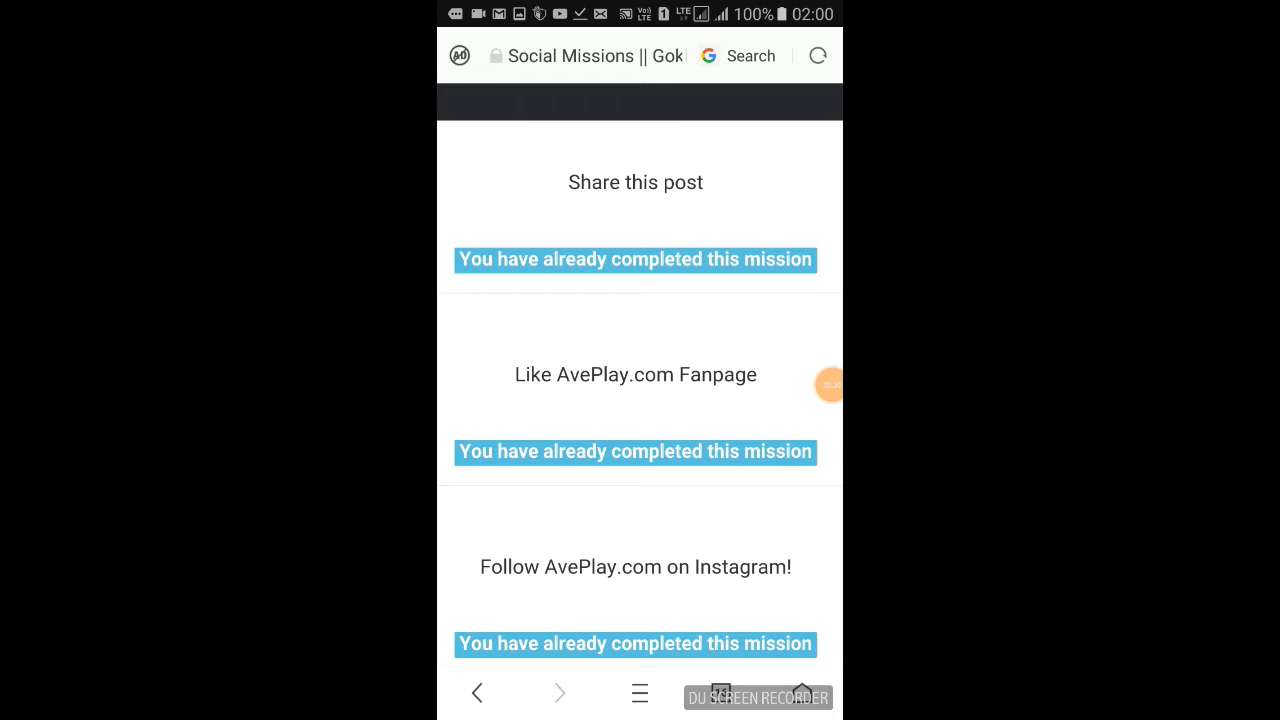 100% 02:00
Social Missions || Gok
Search
Share this post
You have already completed this mission
Like AvePlay.com Fanpage
You have already completed this mission
Follow AvePlay.com on Instagram!
You have already completed this mission
DU SCREEN RECORDER